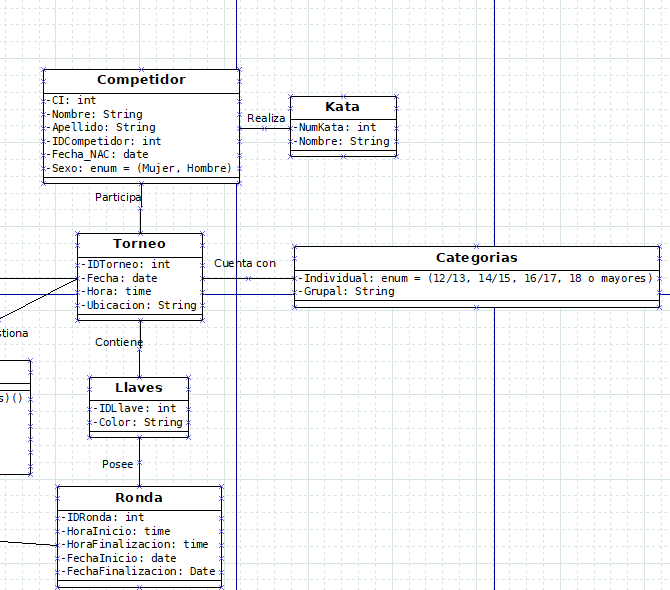 Competidor
-CI: int
-Nombre: String
-Apellido: String
-IDCompetidor: int
-Fecha_NAC: date
-Sexo: enum = (Mujer, Hombre)
Realiza
Kata
-NumKata: int
-Nombre: String
Participa
Torneo
-IDTorneo: int
-Fecha: date
-Hora: time
-Ubicacion: String
Cuenta con
Categorias
-Individual: enum = (12/13, 14/15, 16/17, 18 o mayores)
-Grupal: String
stiona
Contiene
s)()
Llaves
-IDLlave: int
-Color: String
Posee
Ronda
-IDRonda: int
-HoraInicio: time
-HoraFinalizacion: time
-FechaInicio: date
-FechaFinalizacion: Date